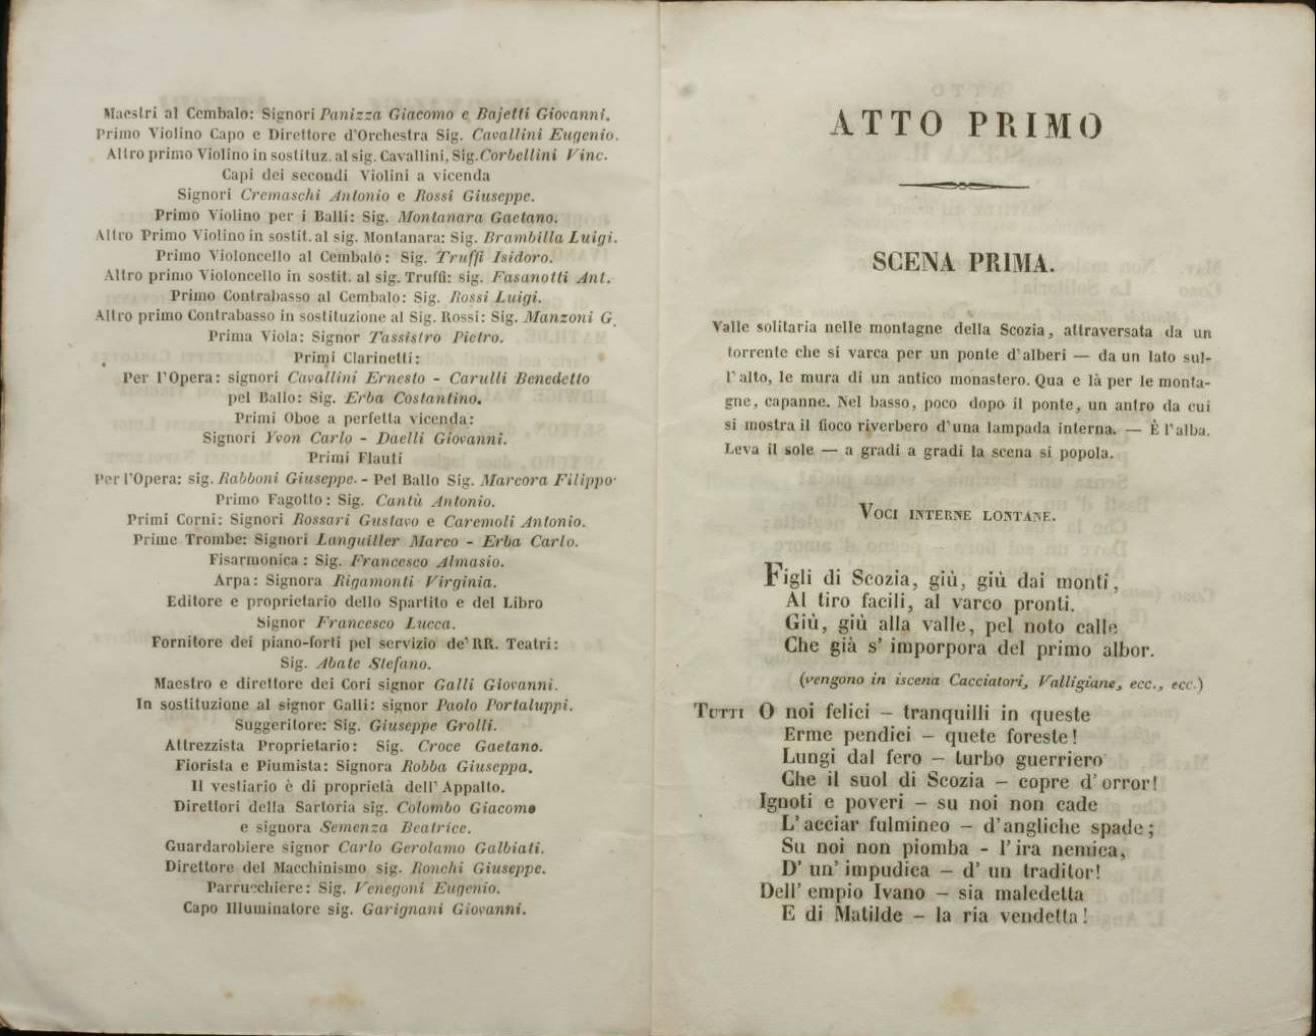 Maestri al Cembalo: Signori Panizza Giacomo e Bajetti Giovanni.
Primo Violino Capo e Direttore d'Orchestra Sig. Cavallini Eugenio.
Altro primo Violino in sostituz. al sig. Cavallini, Sig. Corbellini Vinc.
Capi dei secondi Violini a vicenda
Signori Cremaschi Antonio e Rossi Giuseppe.
Primo Violino per i Balli: Sig. Montanara Gaetano.
Altro Primo Violino in sostit. al sig. Montanara: Sig. Brambilla Luigi.
Primo Violoncello al Cembalo: Sig. Truffi Isidoro.
Altro primo Violoncello in sostit. al sig. Truffi: sig. Fasanotti Ant.
Primo Contrabasso al Cembalo: Sig. Rossi Luigi.
Altro primo Contrabasso in sostituzione al Sig. Rossi: Sig. Manzoni G.
Prima Viola: Signor Tassistro Pietro.
Primi Clarinetti:
Per l'Opera: signori Cavallini Ernesto - Carulli Benedetto
pel Ballo: Sig. Erba Costantino.
Primi Oboe a perfetta vicenda:
Signori Yvon Carlo - Daelli Giovanni.
Primi Flauti
Per l'Opera: sig. Rabboni Giuseppe. - Pel Ballo Sig. Marcora Filippo
Primo Fagotto: Sig. Cantù Antonio.
Primi Corni: Signori Rossari Gustavo e Caremoli Antonio.
Prime Trombe: Signori Languiller Marco - Erba Carlo.
Fisarmonica: Sig. Francesco Almasio.
Arpa: Signora Rigamonti Virginia.
Editore e proprietario dello Spartito e del Libro
Signor Francesco Lucca.
Fornitore dei piano-forti pel servizio de' RR. Teatri:
Sig. Abate Stefano.
Maestro e direttore dei Cori signor Galli Giovanni.
In sostituzione al signor Galli: signor Paolo Portaluppi.
Suggeritore: Sig. Giuseppe Grolli.
Attrezzista Proprietario: Sig. Croce Gaetano.
Fiorista e Piumista: Signora Robba Giuseppa.
Il vestiario è di proprietà dell'Appalto.
Direttori della Sartoria sig. Colombo Giacomo
e signora Semenza Beatrice.
Guardarobiere signor Carlo Gerolamo Galbiati.
Direttore del Macchinismo sig. Ronchi Giuseppe.
Parrucchiere: Sig. Venegoni Eugenio.
Capo Illuminatore sig. Garignani Giovanni.
ATTO PRIMO
SCENA PRIMA.
Valle solitaria nelle montagne della Scozia, attraversata da un
torrente che si varca per un ponte d'alberi — da un lato sul-
l'alto, le mura di un antico monastero. Qua e là per le monta-
gne, capanne. Nel basso, poco dopo il ponte, un antro da cui
si mostra il fioco riverbero d'una lampada interna. — È l'alba.
Leva il sole — a gradi a gradi la scena si popola.
VOCI INTERNE LONTANE.
Figli di Scozia, giù, giù dai monti,
Al tiro facili, al varco pronti.
Giù, giù alla valle, pel noto calle
Che già s' imporpora del primo albor.
(vengono in iscena Cacciatori, Valligiane, ecc., ecc.)
TUTTI O noi felici – tranquilli in queste
Erme pendici – quete foreste!
Lungi dal fero – turbo guerriero
Che il suol di Scozia – copre d'orror!
Ignoti e poveri – su noi non cade
L'acciar fulmineo – d'angliche spade;
Su noi non piomba - l'ira nemica,
D' un' impudica – d' un traditor!
Dell' empio Ivano – sia maledetta
E di Matilde – la ria vendetta!